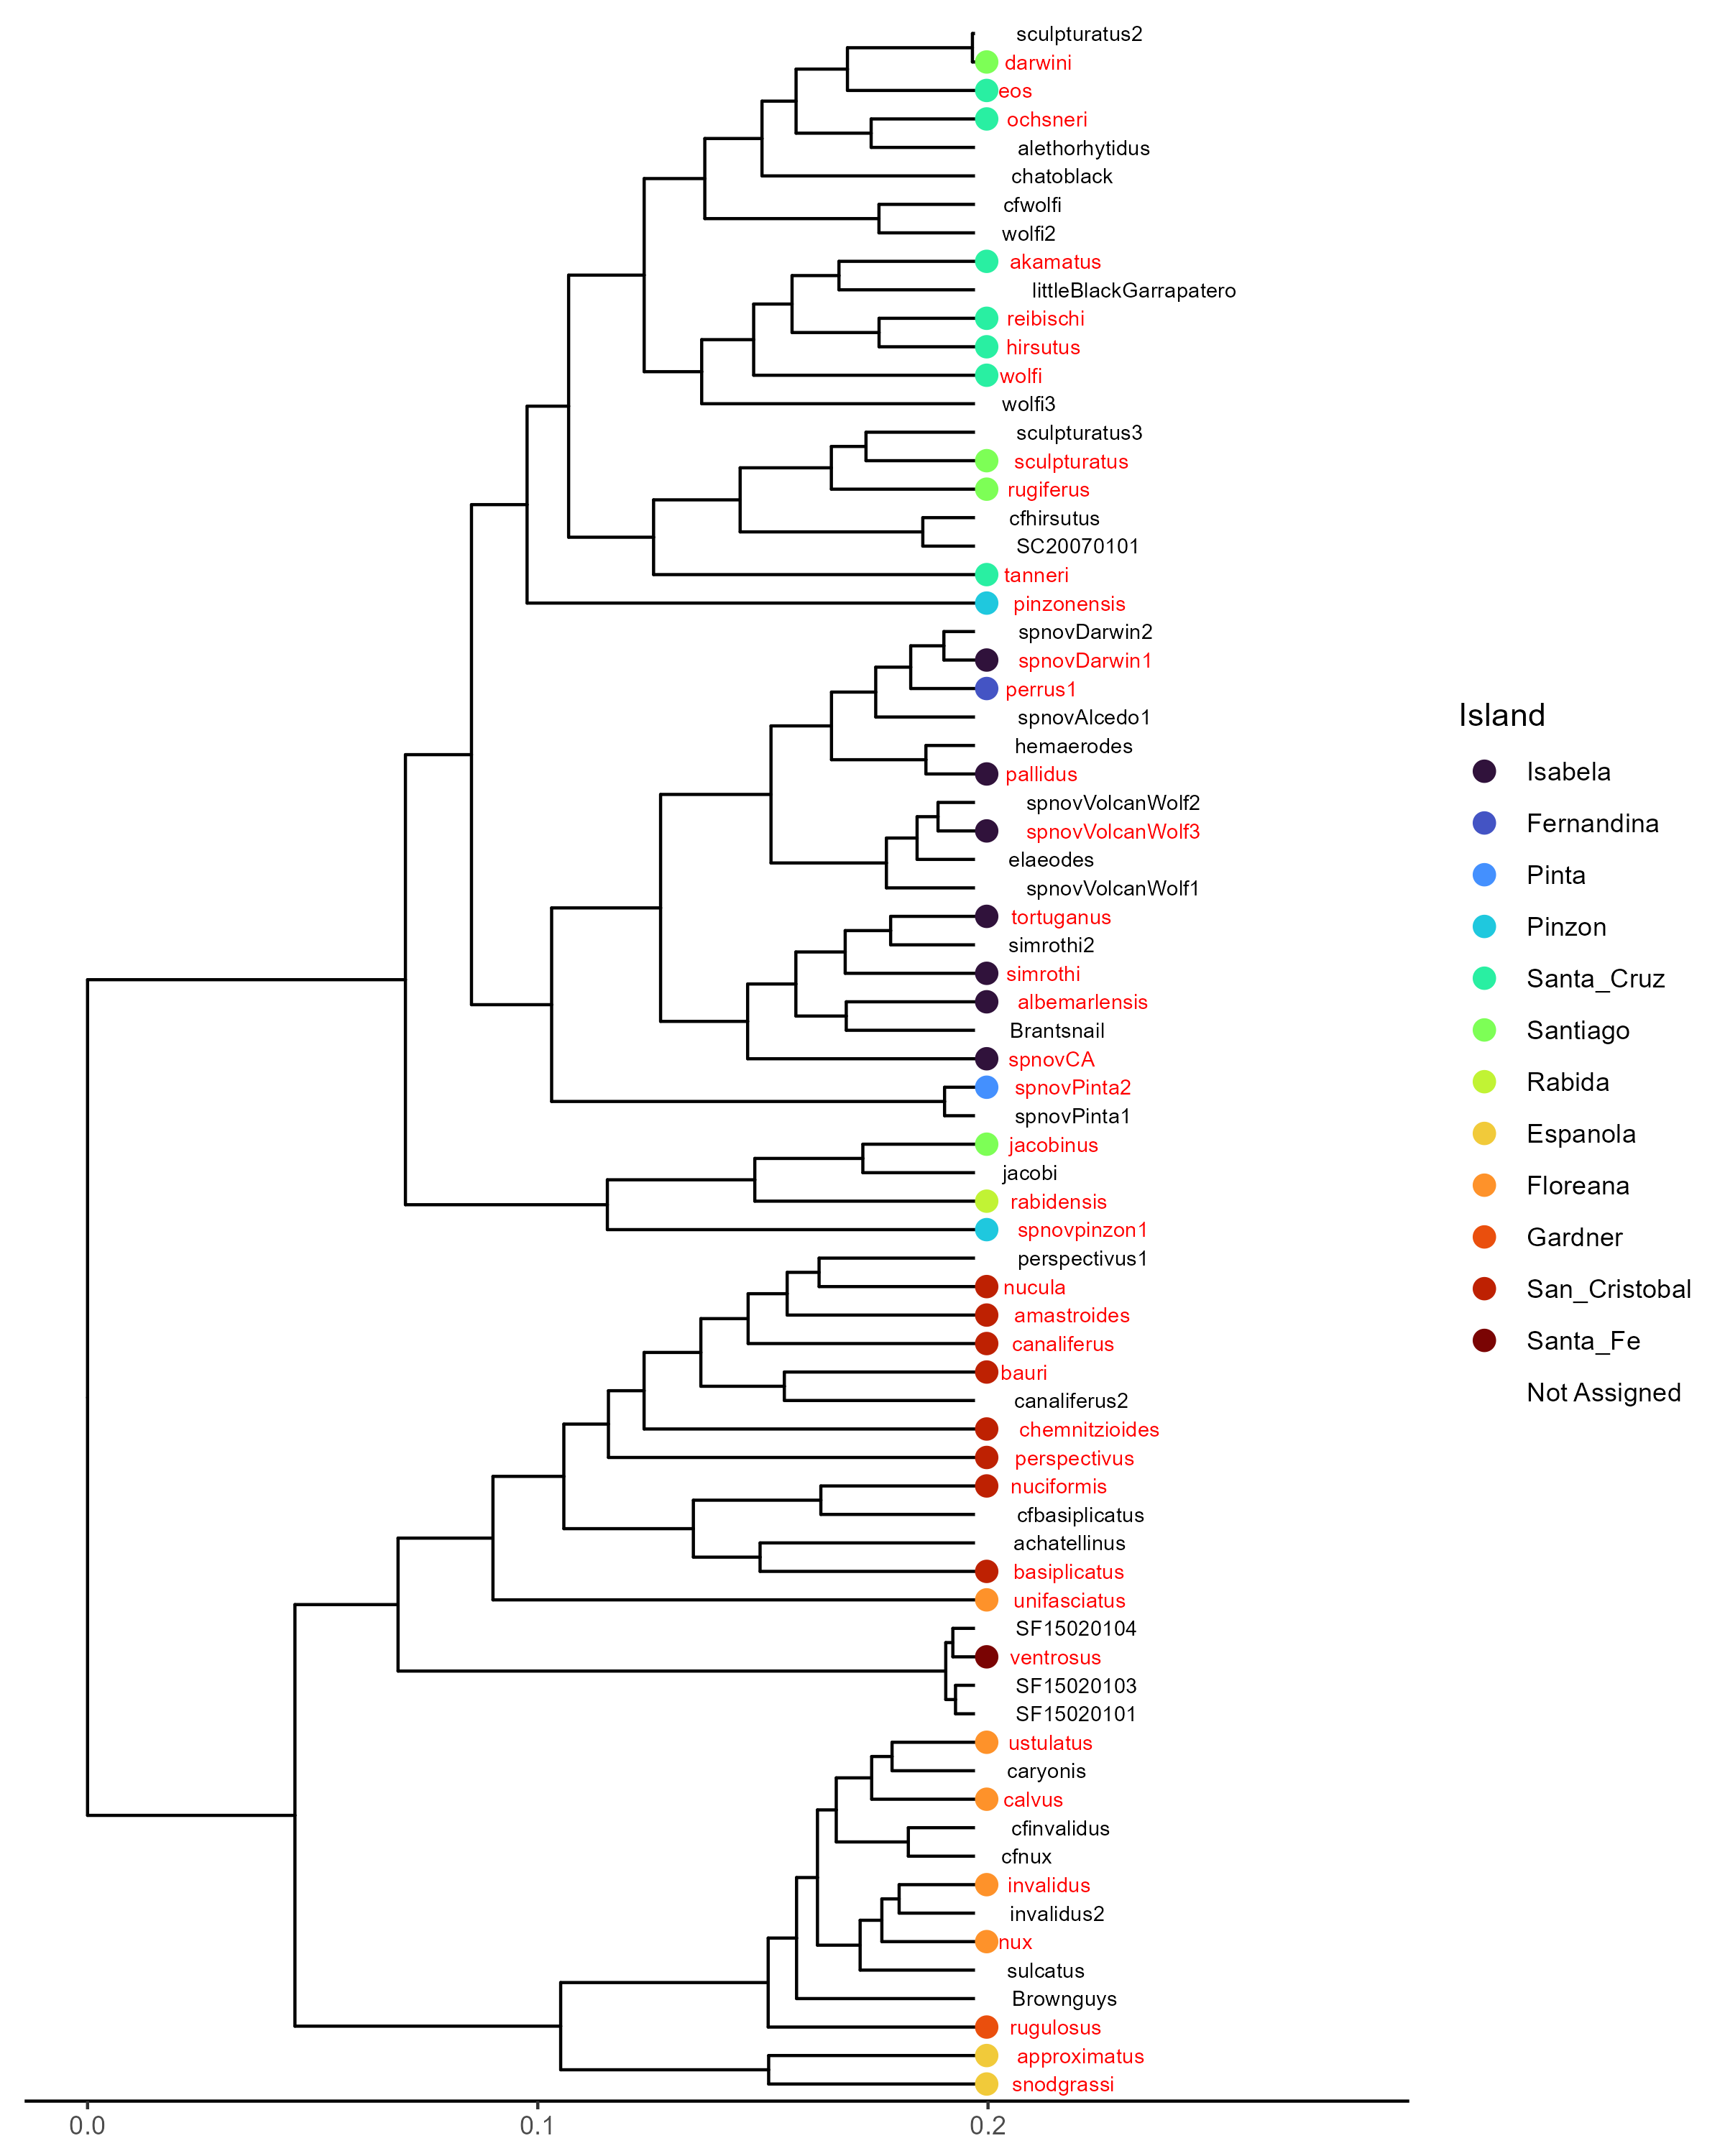 sculpturatus2
darwini
eos
ochsneri
alethorhytidus
chatoblack
cfwolfi
wolfi2
akamatus
littleBlackGarrapatero
reibischi
hirsutus
wolfi
wolfi3
sculpturatus3
sculpturatus
rugiferus
cfhirsutus
SC20070101
tanneri
pinzonensis
spnovDarwin2
spnovDarwin1
perrus1
spnovAlcedo1
hemaerodes
pallidus
spnovVolcanWolf2
spnovVolcanWolf3
elaeodes
spnovVolcanWolf1
tortuganus
simrothi2
simrothi
albemarlensis
Brantsnail
spnovCA
spnovPinta2
spnovPinta1
jacobinus
jacobi
rabidensis
spnovpinzon1
perspectivus1
nucula
amastroides
canaliferus
bauri
canaliferus2
chemnitzioides
perspectivus
nuciformis
cfbasiplicatus
achatellinus
basiplicatus
unifasciatus
SF15020104
ventrosus
SF15020103
SF15020101
ustulatus
caryonis
calvus
cfinvalidus
cfnux
invalidus
invalidus2
nux
sulcatus
Brownguys
rugulosus
approximatus
snodgrassi
0.0 0.1 0.2
Island
Isabela
Fernandina
Pinta
Pinzon
Santa_Cruz
Santiago
Rabida
Espanola
Floreana
Gardner
San_Cristobal
Santa_Fe
Not Assigned